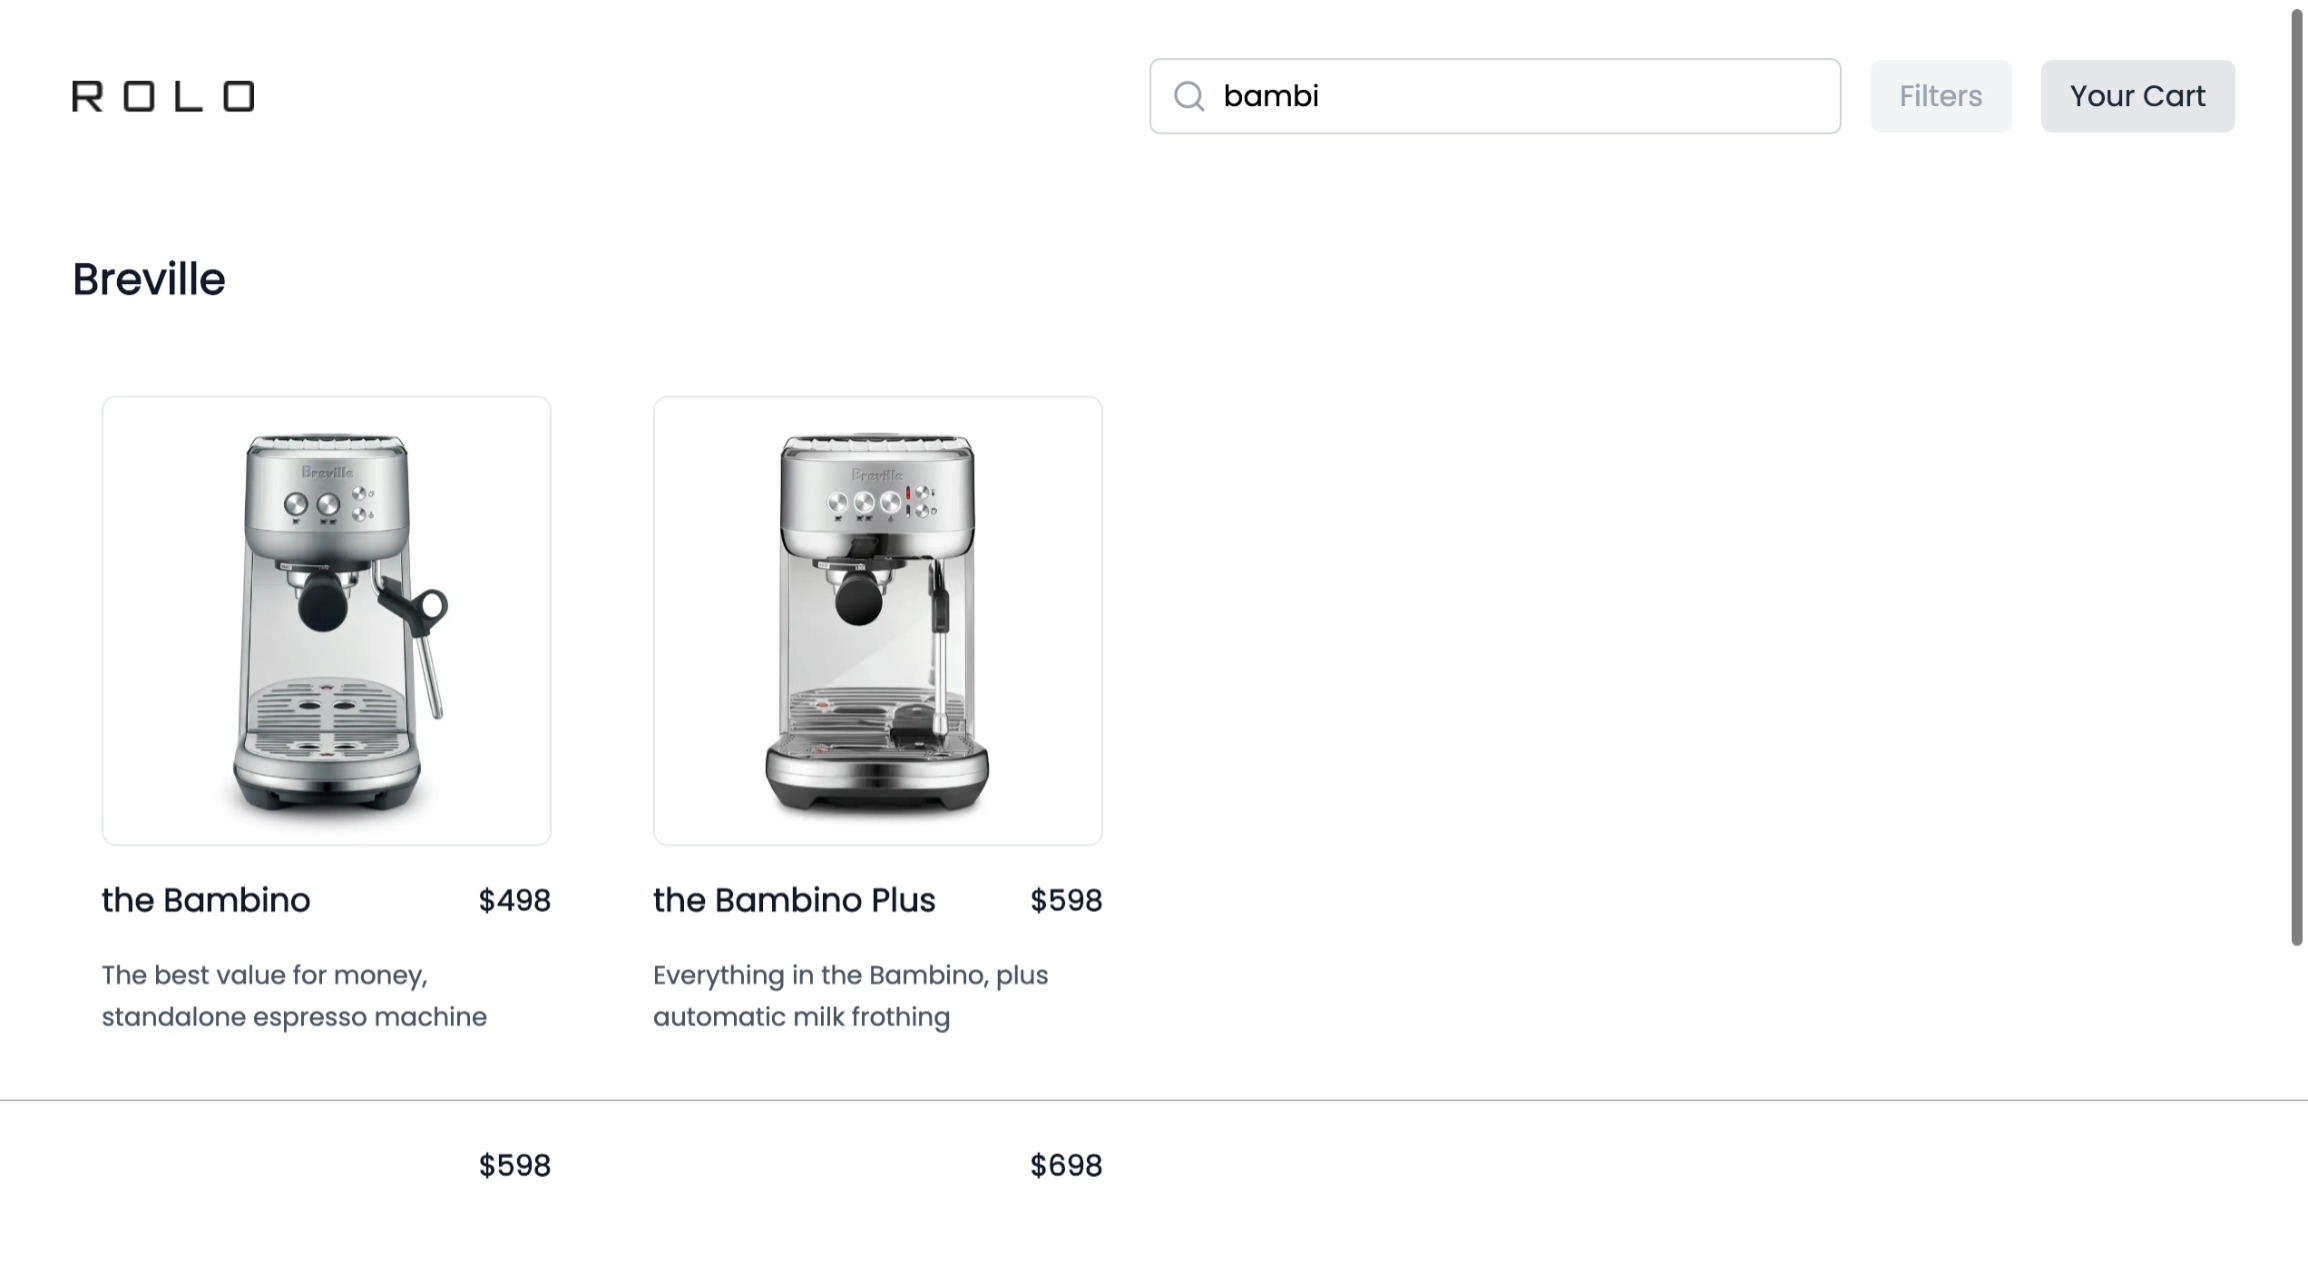 ROLO
bambi
Filters
Your Cart
Breville
Breville
Breville
the Bambino
$498
the Bambino Plus
$598
The best value for money,
standalone espresso machine
Everything in the Bambino, plus
automatic milk frothing
$598
$698